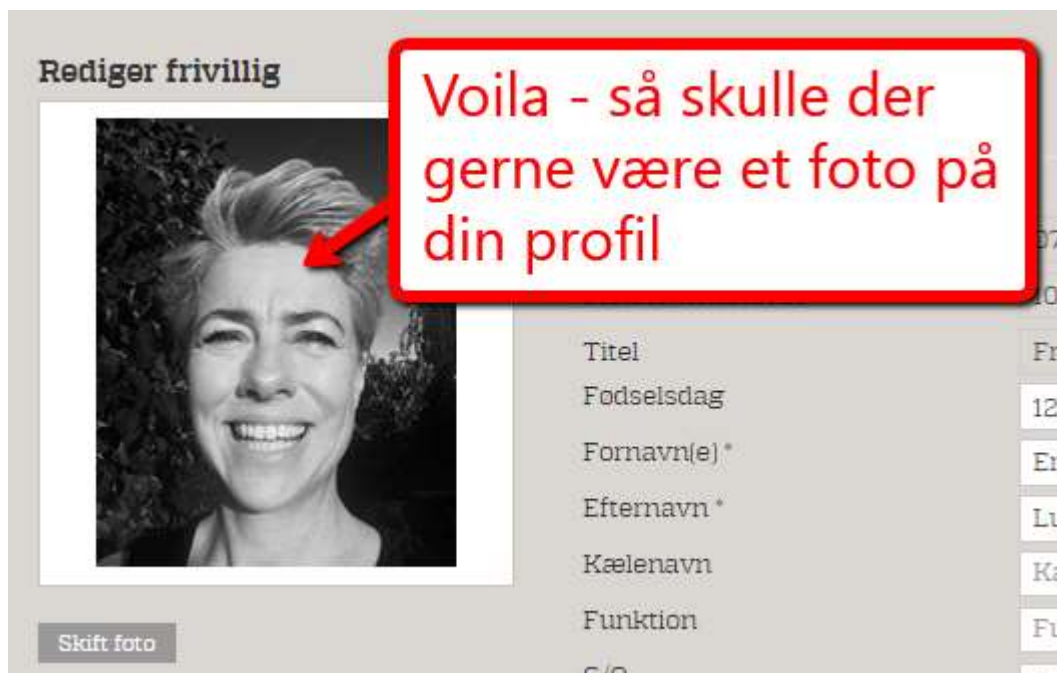 Rediger frivillig
Voila - så skulle der
gerne være et foto på
din profil
Titel
Fødselsdag
12
Fornavn(e) *
Efternavn *
Kælenavn
Funktion
Skift foto